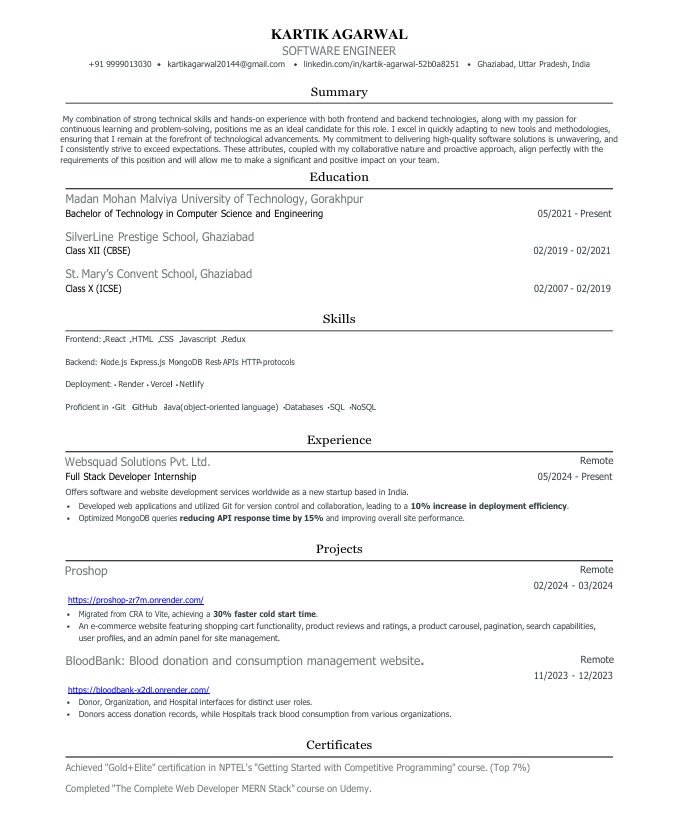 KARTIK AGARWAL
SOFTWARE ENGINEER
+91 9999013030 • kartikagarwal20144@gmail.com • linkedin.com/in/kartik-agarwal-52b0a8251 • Ghaziabad, Uttar Pradesh, India
Summary
My combination of strong technical skills and hands-on experience with both frontend and backend technologies, along with my passion for
continuous learning and problem-solving, positions me as an ideal candidate for this role. I excel in quickly adapting to new tools and methodologies,
ensuring that I remain at the forefront of technological advancements. My commitment to delivering high-quality software solutions is unwavering, and
I consistently strive to exceed expectations. These attributes, coupled with my collaborative nature and proactive approach, align perfectly with the
requirements of this position and will allow me to make a significant and positive impact on your team.
Education
Madan Mohan Malviya University of Technology, Gorakhpur
Bachelor of Technology in Computer Science and Engineering 05/2021 - Present
SilverLine Prestige School, Ghaziabad
Class XII (CBSE) 02/2019 - 02/2021
St. Mary's Convent School, Ghaziabad
Class X (ICSE) 02/2007 - 02/2019
Skills
Frontend: •React •HTML •CSS •Javascript •Redux
Backend: •Node.js •Express.js •MongoDB •Rest APIs •HTTP protocols
Deployment: • Render • Vercel • Netlify
Proficient in •Git •GitHub •Java(object-oriented language) •Databases •SQL •NoSQL
Experience
Websquad Solutions Pvt. Ltd. Remote
Full Stack Developer Internship 05/2024 - Present
Offers software and website development services worldwide as a new startup based in India.
• Developed web applications and utilized Git for version control and collaboration, leading to a 10% increase in deployment efficiency.
• Optimized MongoDB queries reducing API response time by 15% and improving overall site performance.
Projects
Proshop Remote
02/2024 - 03/2024
https://proshop-zr7m.onrender.com/
• Migrated from CRA to Vite, achieving a 30% faster cold start time.
• An e-commerce website featuring shopping cart functionality, product reviews and ratings, a product carousel, pagination, search capabilities,
user profiles, and an admin panel for site management.
BloodBank: Blood donation and consumption management website. Remote
11/2023 - 12/2023
https://bloodbank-x2dl.onrender.com/
• Donor, Organization, and Hospital interfaces for distinct user roles.
• Donors access donation records, while Hospitals track blood consumption from various organizations.
Certificates
Achieved "Gold+Elite" certification in NPTEL's "Getting Started with Competitive Programming" course. (Top 7%)
Completed "The Complete Web Developer MERN Stack" course on Udemy.